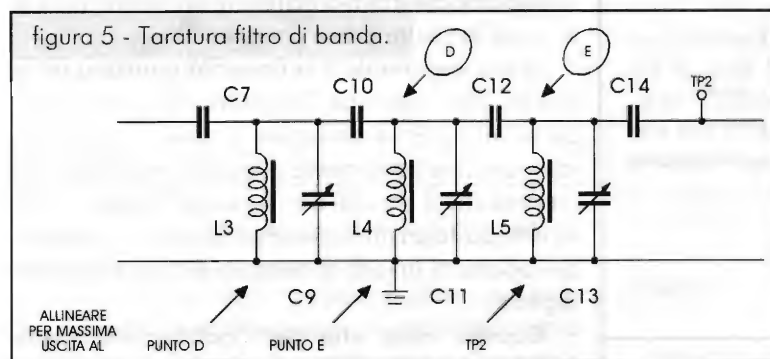 figura 5 - Taratura filtro di banda.
D
E
C7
C10
C12
C14
TP2
L3
L4
L5
C9
C11
C13
ALLINEARE
PER MASSIMA
USCITA AL
PUNTO D
PUNTO E
TP2